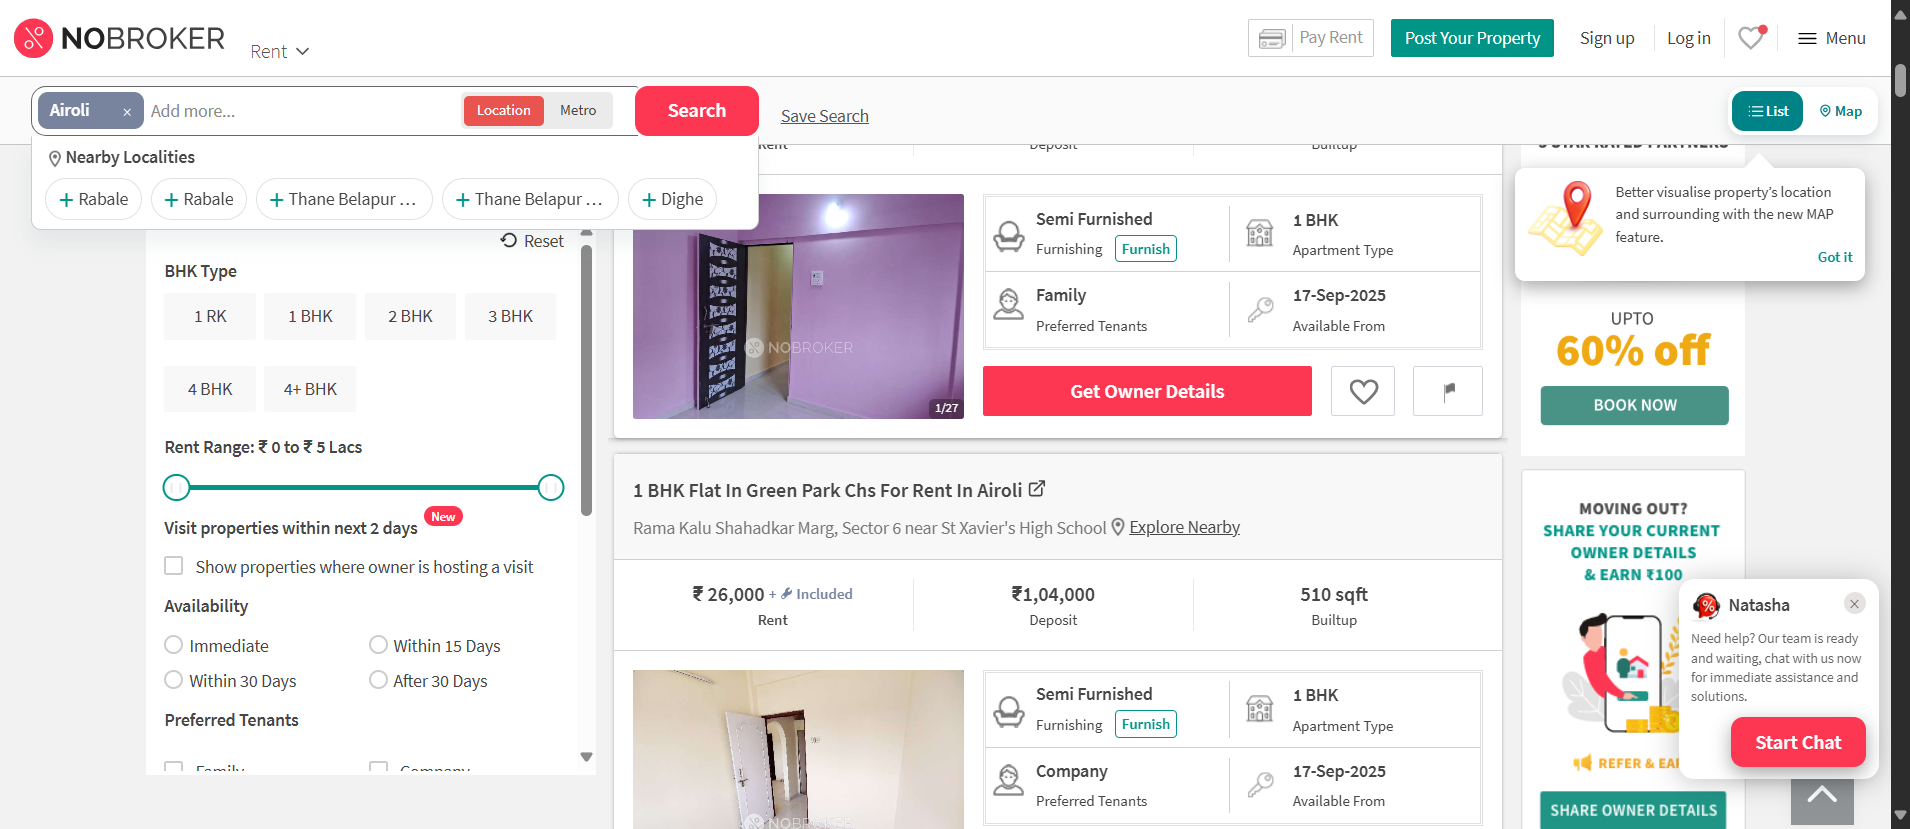 NOBROKER
Rent
Pay Rent
Post Your Property
Sign up
Log in
Menu
Airoli ×
Add more...
Location
Metro
Search
Save Search
List
Map
Nearby Localities
+ Rabale
+ Rabale
+ Thane Belapur ...
+ Thane Belapur ...
+ Dighe
Reset
BHK Type
1 RK
1 BHK
2 BHK
3 BHK
4 BHK
4+ BHK
Rent Range: ₹ 0 to ₹ 5 Lacs
Visit properties within next 2 days New
Show properties where owner is hosting a visit
Availability
Immediate
Within 15 Days
Within 30 Days
After 30 Days
Preferred Tenants
Family
Company
Rent
Deposit
Builtup
NOBROKER
1/27
Semi Furnished
Furnishing Furnish
1 BHK
Apartment Type
Family
Preferred Tenants
17-Sep-2025
Available From
Get Owner Details
1 BHK Flat In Green Park Chs For Rent In Airoli
Rama Kalu Shahadkar Marg, Sector 6 near St Xavier's High School Explore Nearby
₹ 26,000 + Included
Rent
₹1,04,000
Deposit
510 sqft
Builtup
NOBROKER
Semi Furnished
Furnishing Furnish
1 BHK
Apartment Type
Company
Preferred Tenants
17-Sep-2025
Available From
5 STAR RATED PARTNERS
Better visualise property's location
and surrounding with the new MAP
feature.
Got it
UPTO
60% off
BOOK NOW
MOVING OUT?
SHARE YOUR CURRENT
OWNER DETAILS
& EARN ₹100
REFER & EA
SHARE OWNER DETAILS
Natasha
Need help? Our team is ready
and waiting, chat with us now
for immediate assistance and
solutions.
Start Chat